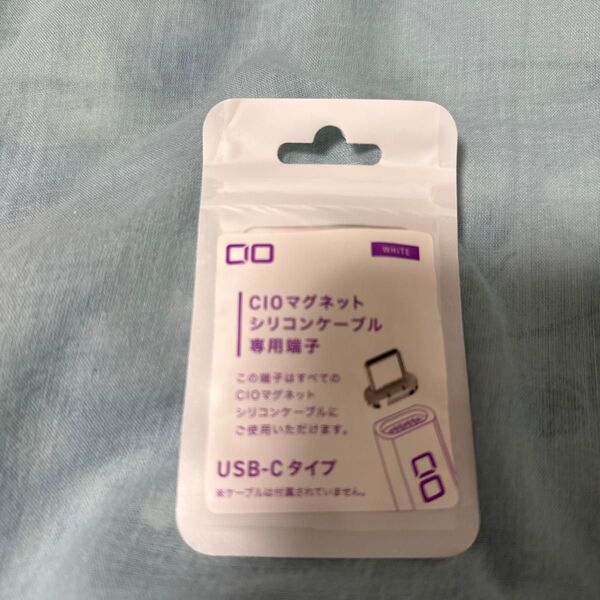 CIO
WHITE
CIOマグネット
シリコンケーブル
専用端子
この端子はすべての
CIOマグネット
シリコンケーブルに
ご使用いただけます。
USB-Cタイプ
※ケーブルは付属されていません。
CIO